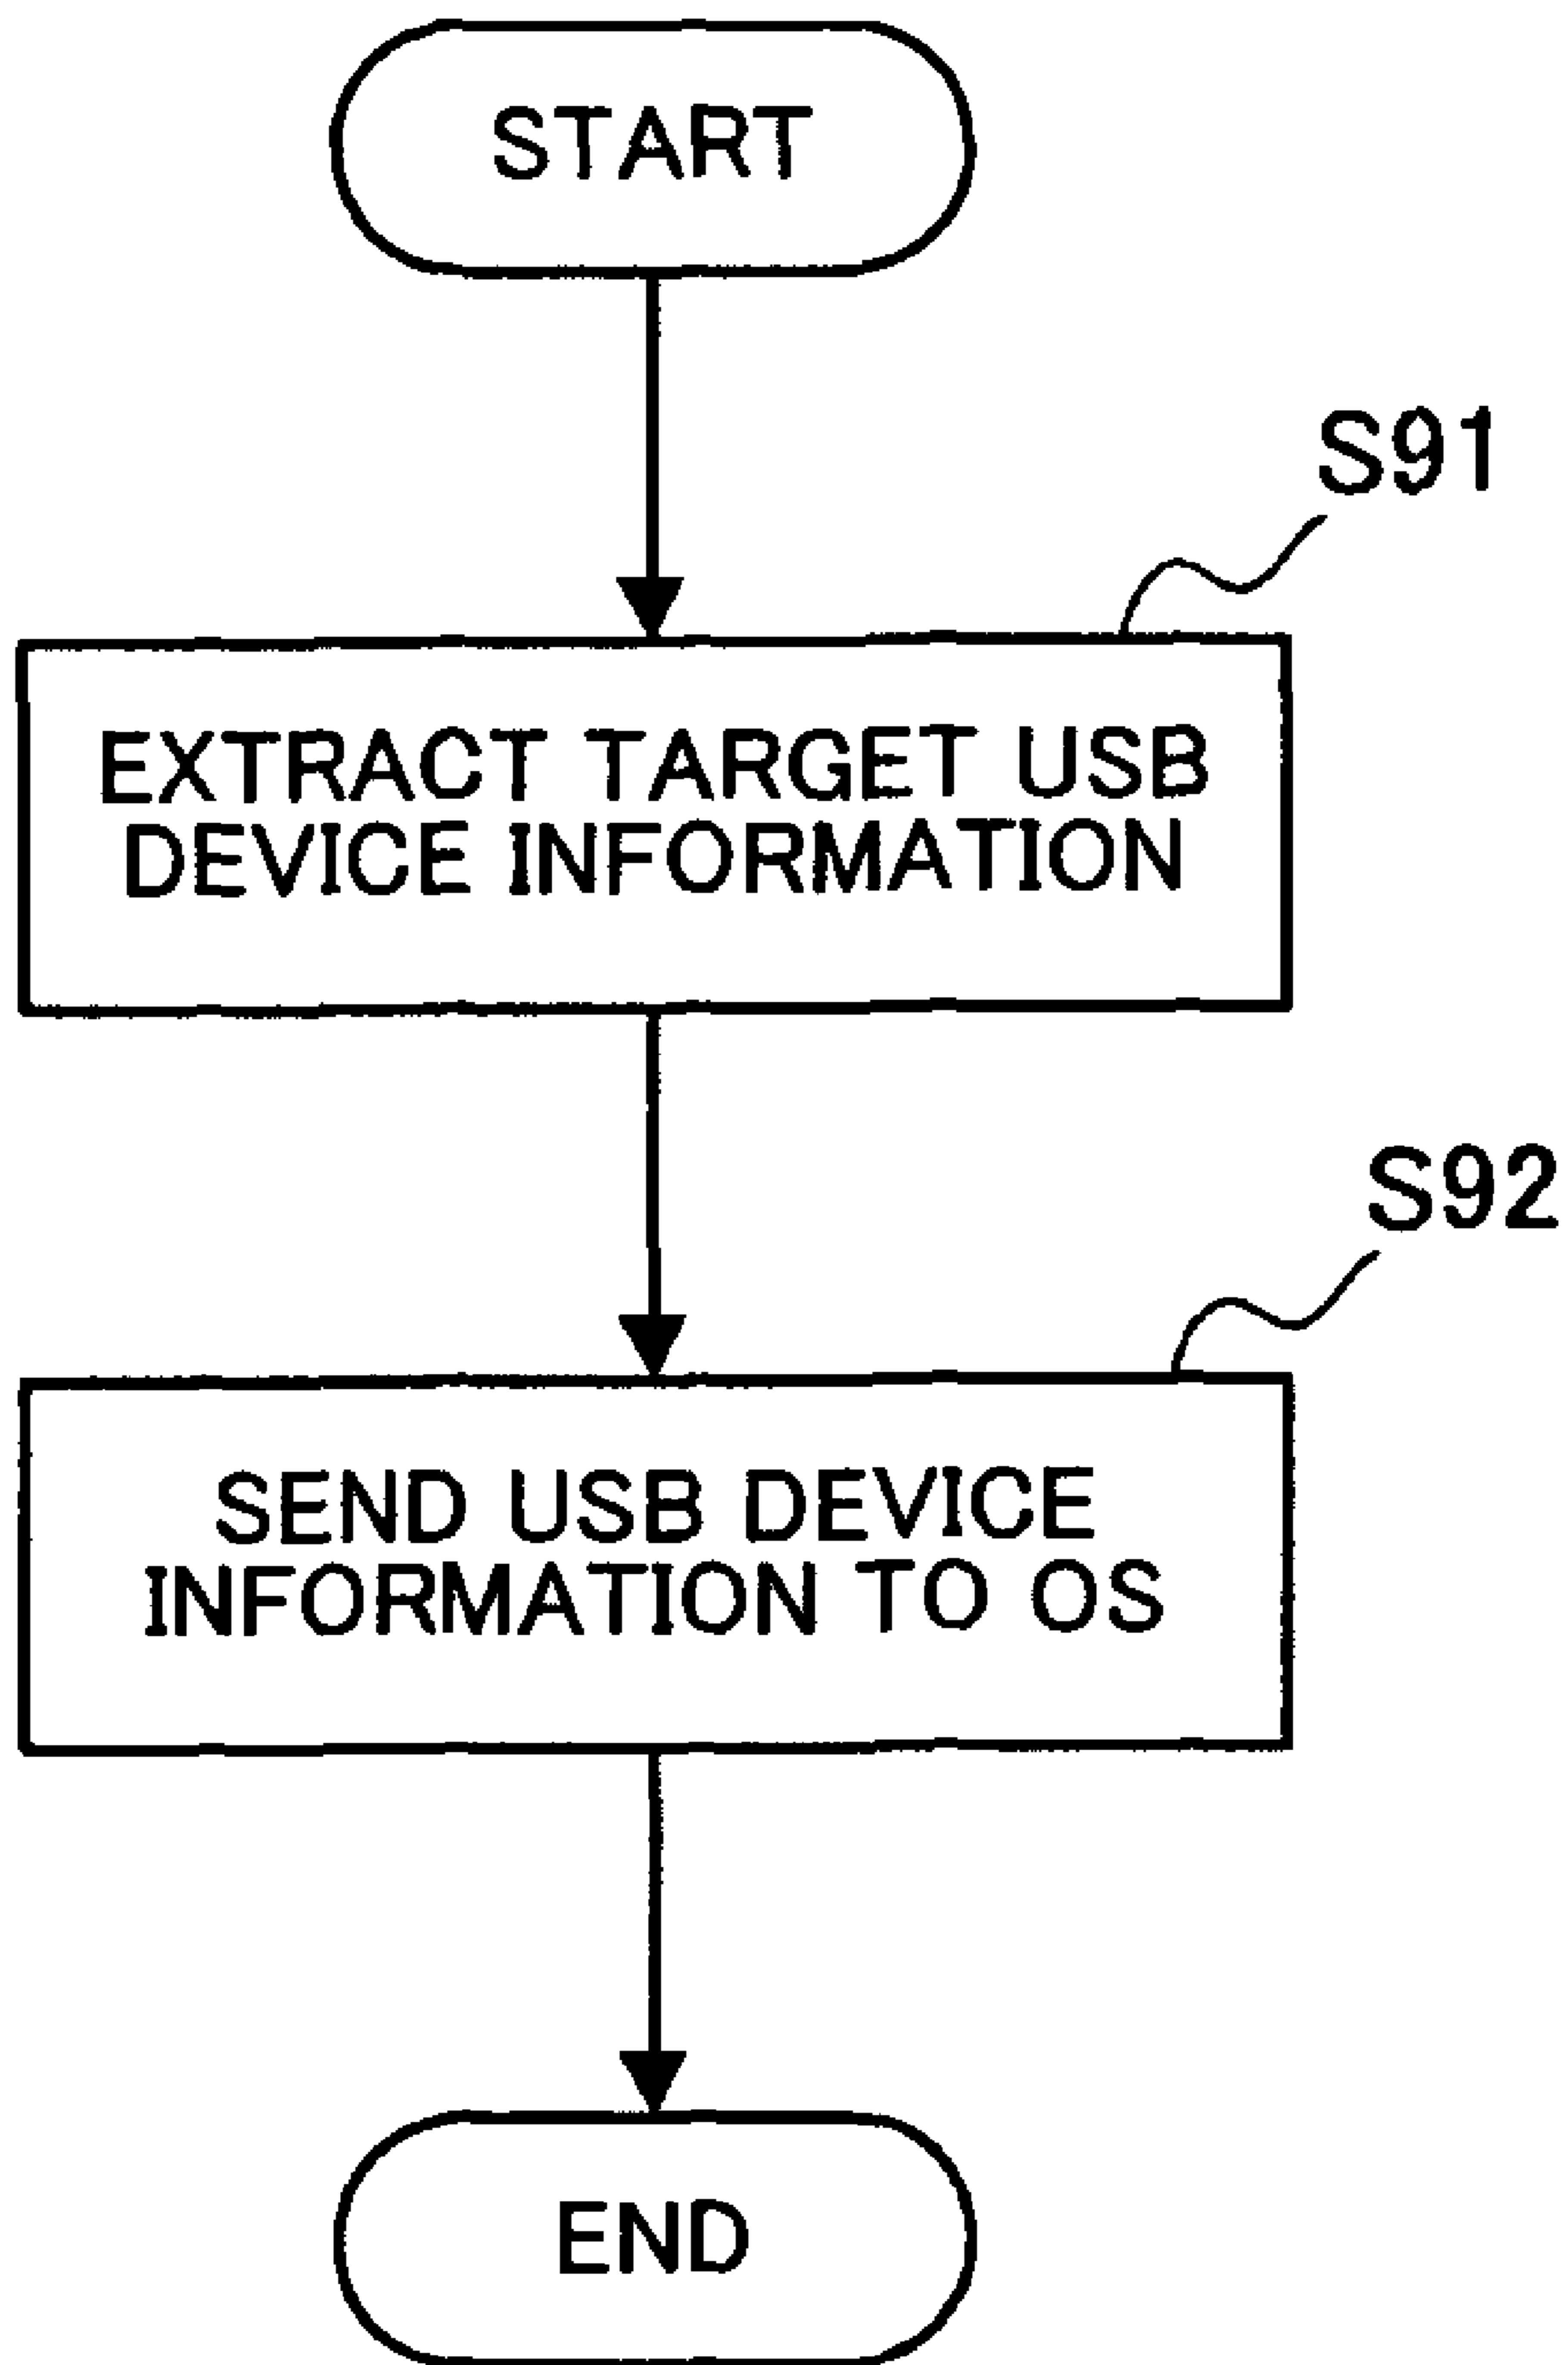 START
S91
EXTRACT TARGET USB
DEVICE INFORMATION
S92
SEND USB DEVICE
INFORMATION TO OS
END